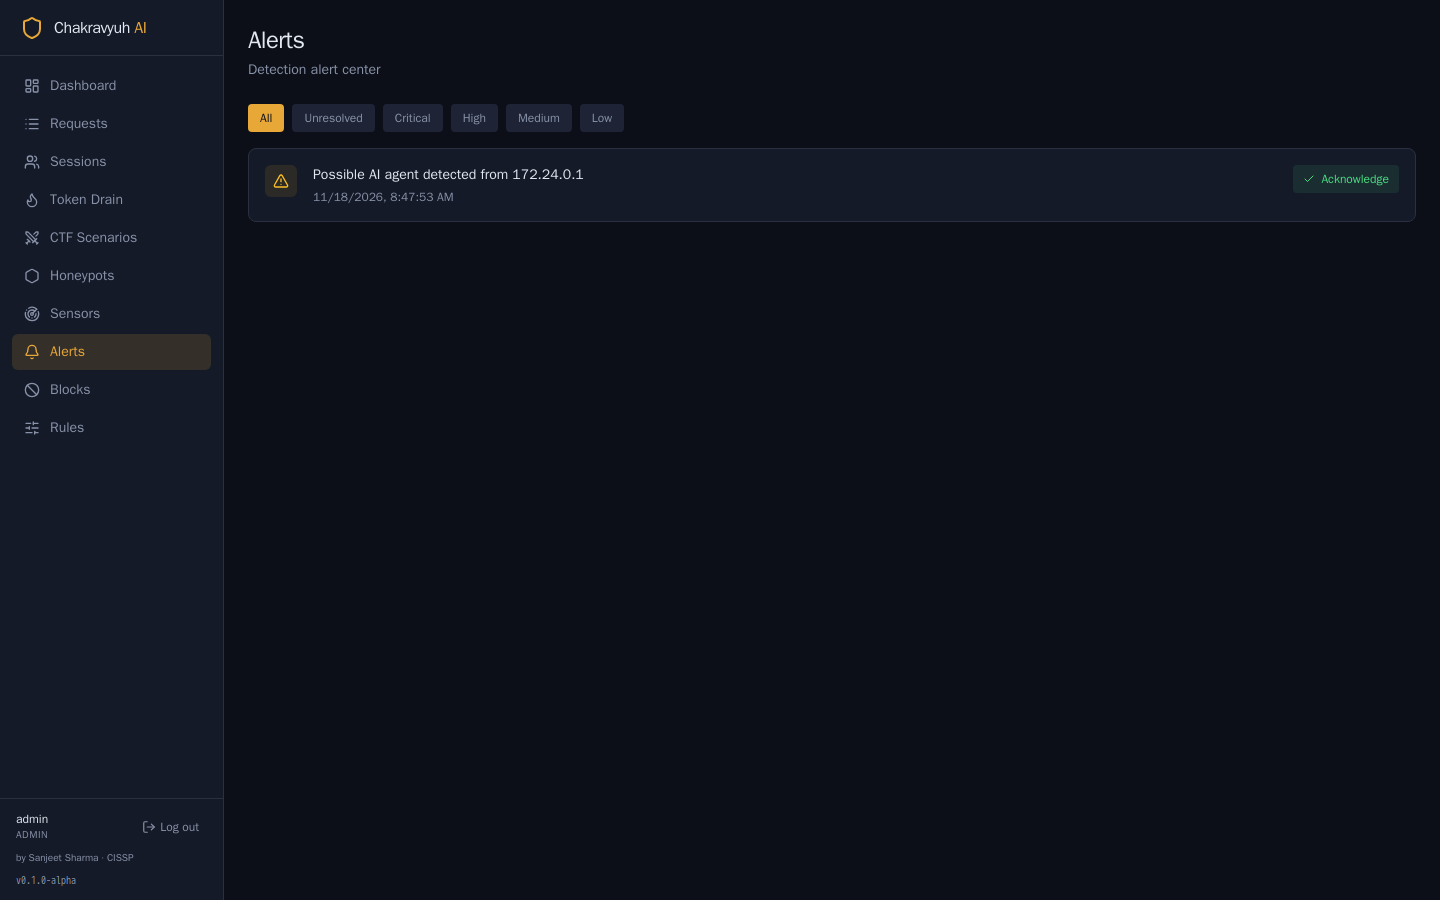 Chakravyuh AI
Dashboard
Requests
Sessions
Token Drain
CTF Scenarios
Honeypots
Sensors
Alerts
Blocks
Rules
admin
ADMIN
Log out
by Sanjeet Sharma · CISSP
v0.1.0-alpha
Alerts
Detection alert center
All Unresolved Critical High Medium Low
Possible AI agent detected from 172.24.0.1
11/18/2026, 8:47:53 AM
Acknowledge